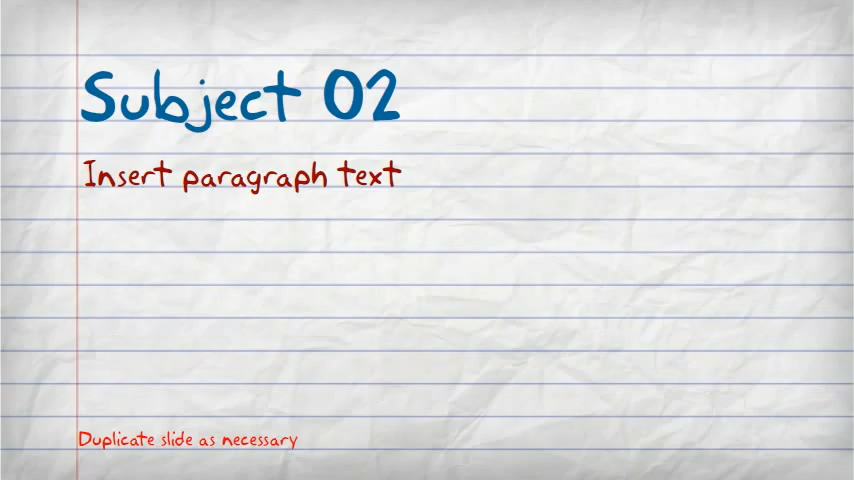 Subject 02
Insert paragraph text
Duplicate slide as necessary